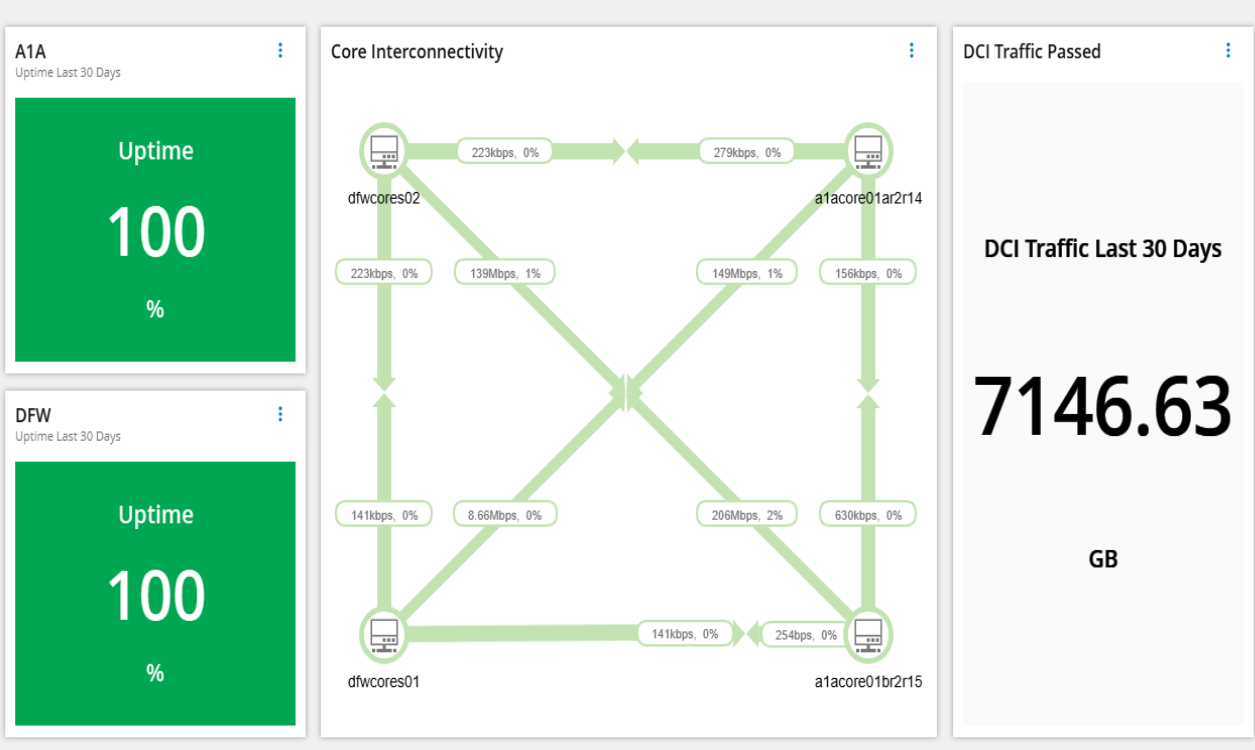 A1A
Uptime Last 30 Days
Uptime
100
%
DFW
Uptime Last 30 Days
Uptime
100
%
Core Interconnectivity
223kbps, 0%
279kbps, 0%
dfwcores02
a1acore01ar2r14
223kbps, 0%
139Mbps, 1%
149Mbps, 1%
156kbps, 0%
141kbps, 0%
8.66Mbps, 0%
206Mbps, 2%
630kbps, 0%
141kbps, 0%
254bps, 0%
dfwcores01
a1acore01br2r15
DCI Traffic Passed
DCI Traffic Last 30 Days
7146.63
GB